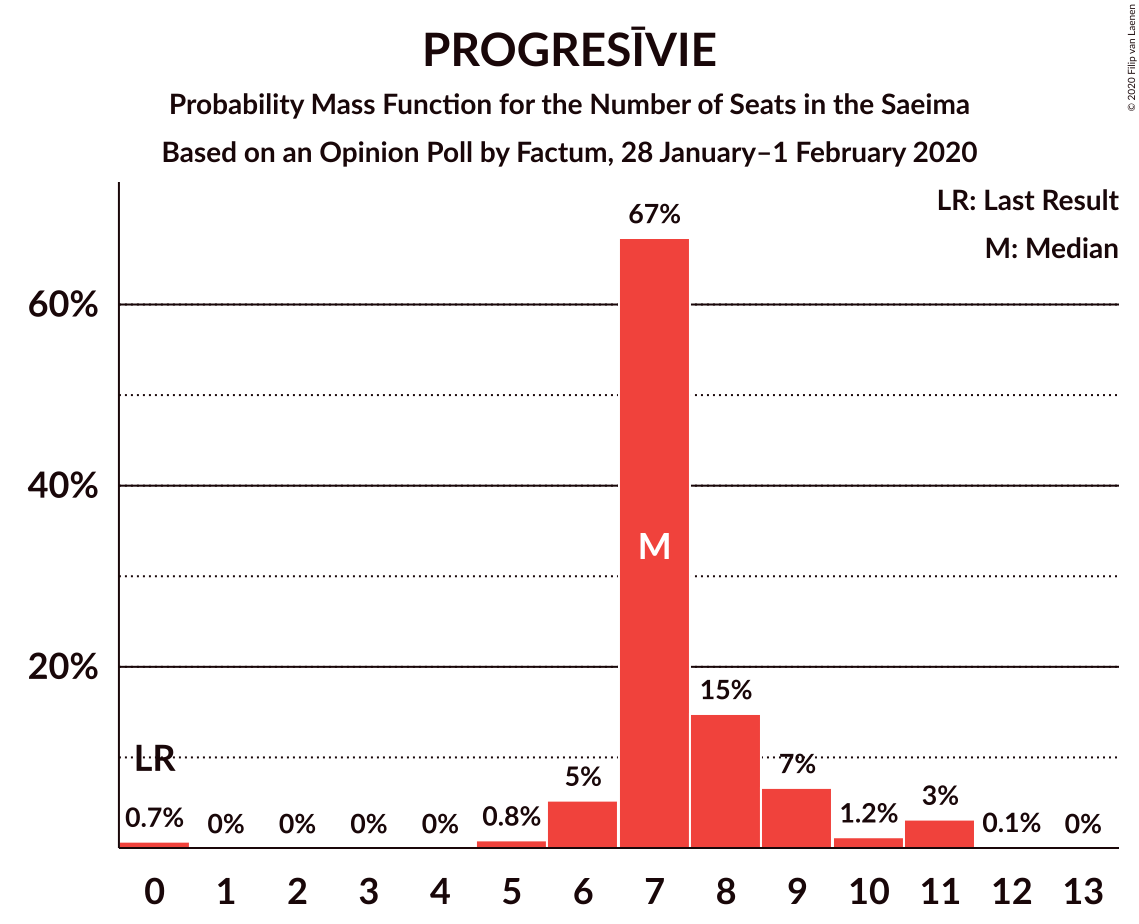 PROGRESĪVIE
Probability Mass Function for the Number of Seats in the Saeima
Based on an Opinion Poll by Factum, 28 January–1 February 2020
© 2020 Filip van Laenen
LR: Last Result
M: Median
67%
60%
40%
M
20%
15%
LR
7%
5%
3%
1.2%
0.8%
0.7%
0%
0%
0%
0%
0.1%
0%
0 1 2 3 4 5 6 7 8 9 10 11 12 13